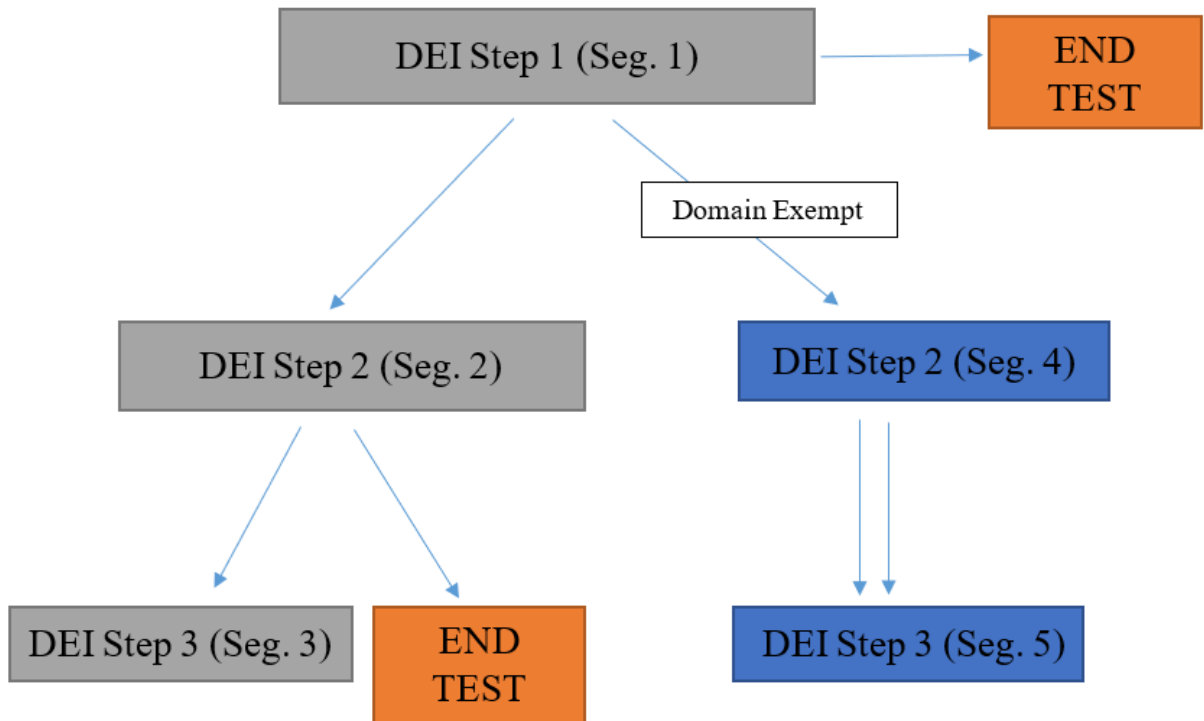 DEI Step 1 (Seg. 1)
END
TEST
Domain Exempt
DEI Step 2 (Seg. 2)
DEI Step 2 (Seg. 4)
DEI Step 3 (Seg. 3)
END
TEST
DEI Step 3 (Seg. 5)